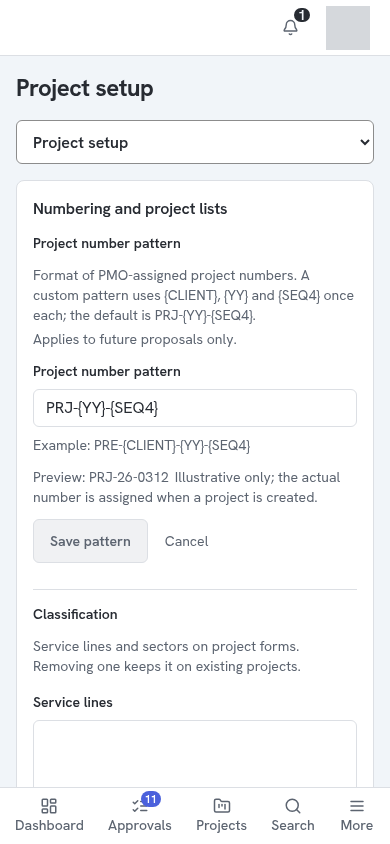 1
Project setup
Project setup
Numbering and project lists
Project number pattern
Format of PMO-assigned project numbers. A
custom pattern uses {CLIENT}, {YY} and {SEQ4} once
each; the default is PRJ-{YY}-{SEQ4}.
Applies to future proposals only.
Project number pattern
PRJ-{YY}-{SEQ4}
Example: PRE-{CLIENT}-{YY}-{SEQ4}
Preview: PRJ-26-0312 Illustrative only; the actual
number is assigned when a project is created.
Save pattern Cancel
Classification
Service lines and sectors on project forms.
Removing one keeps it on existing projects.
Service lines
11
Dashboard Approvals Projects Search More